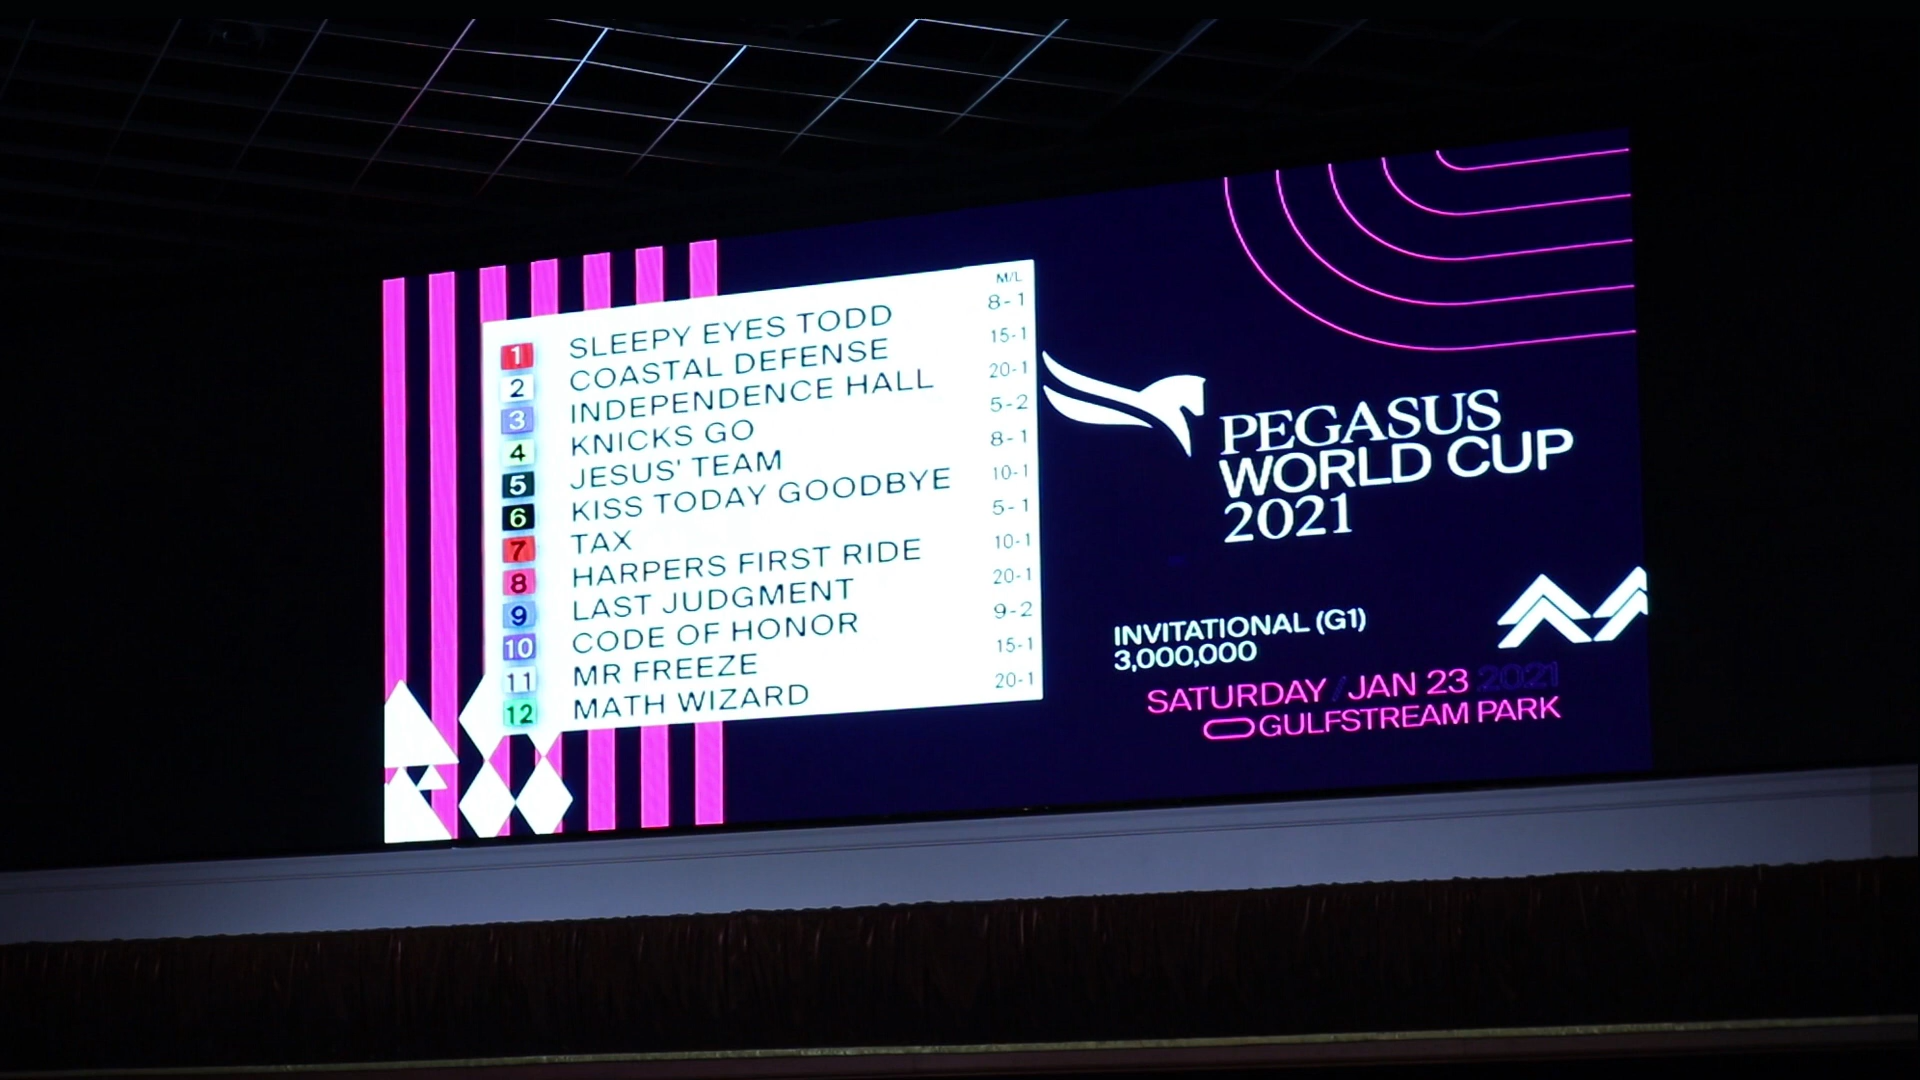 M/L
1 SLEEPY EYES TODD 8-1
2 COASTAL DEFENSE 15-1
3 INDEPENDENCE HALL 20-1
4 KNICKS GO 5-2
5 JESUS' TEAM 8-1
6 KISS TODAY GOODBYE 10-1
7 TAX 5-1
8 HARPERS FIRST RIDE 10-1
9 LAST JUDGMENT 20-1
10 CODE OF HONOR 9-2
11 MR FREEZE 15-1
12 MATH WIZARD 20-1
PEGASUS
WORLD CUP
2021
INVITATIONAL (G1)
3,000,000
SATURDAY / JAN 23 2021
GULFSTREAM PARK